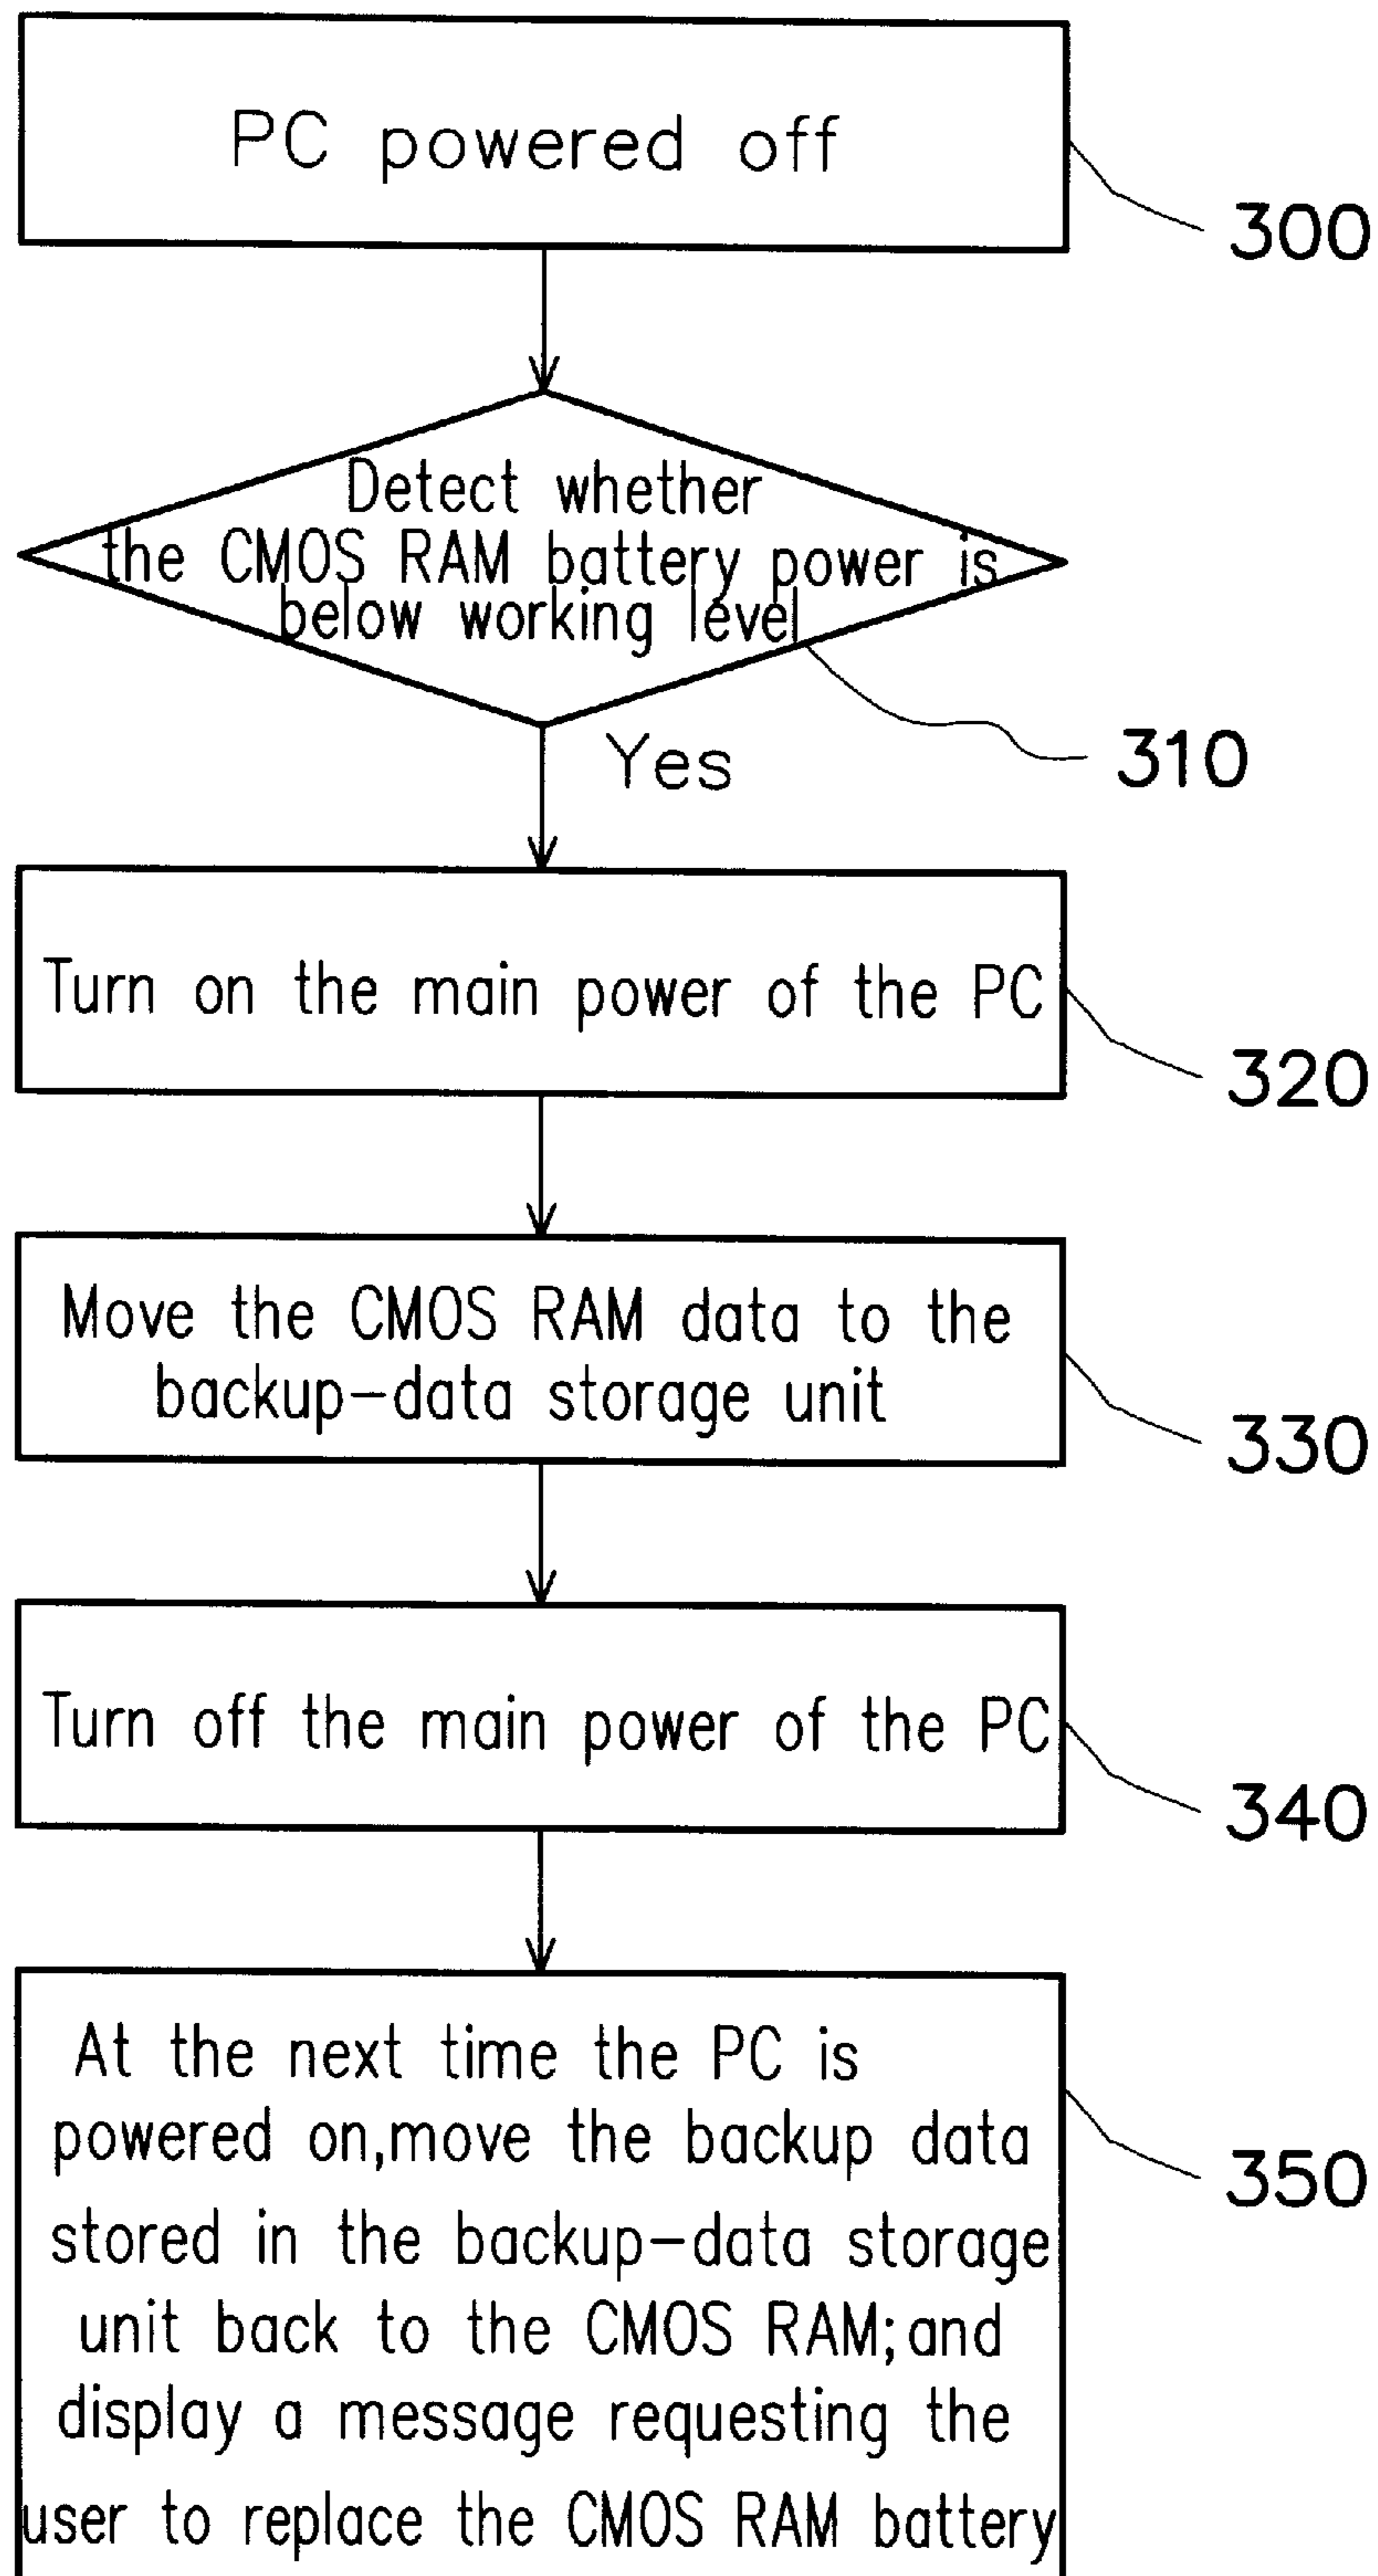 PC powered off
300
Detect whether
the CMOS RAM battery power is
below working level
310
Yes
Turn on the main power of the PC
320
Move the CMOS RAM data to the
backup-data storage unit
330
Turn off the main power of the PC
340
At the next time the PC is
powered on,move the backup data
stored in the backup-data storage
unit back to the CMOS RAM;and
display a message requesting the
user to replace the CMOS RAM battery
350